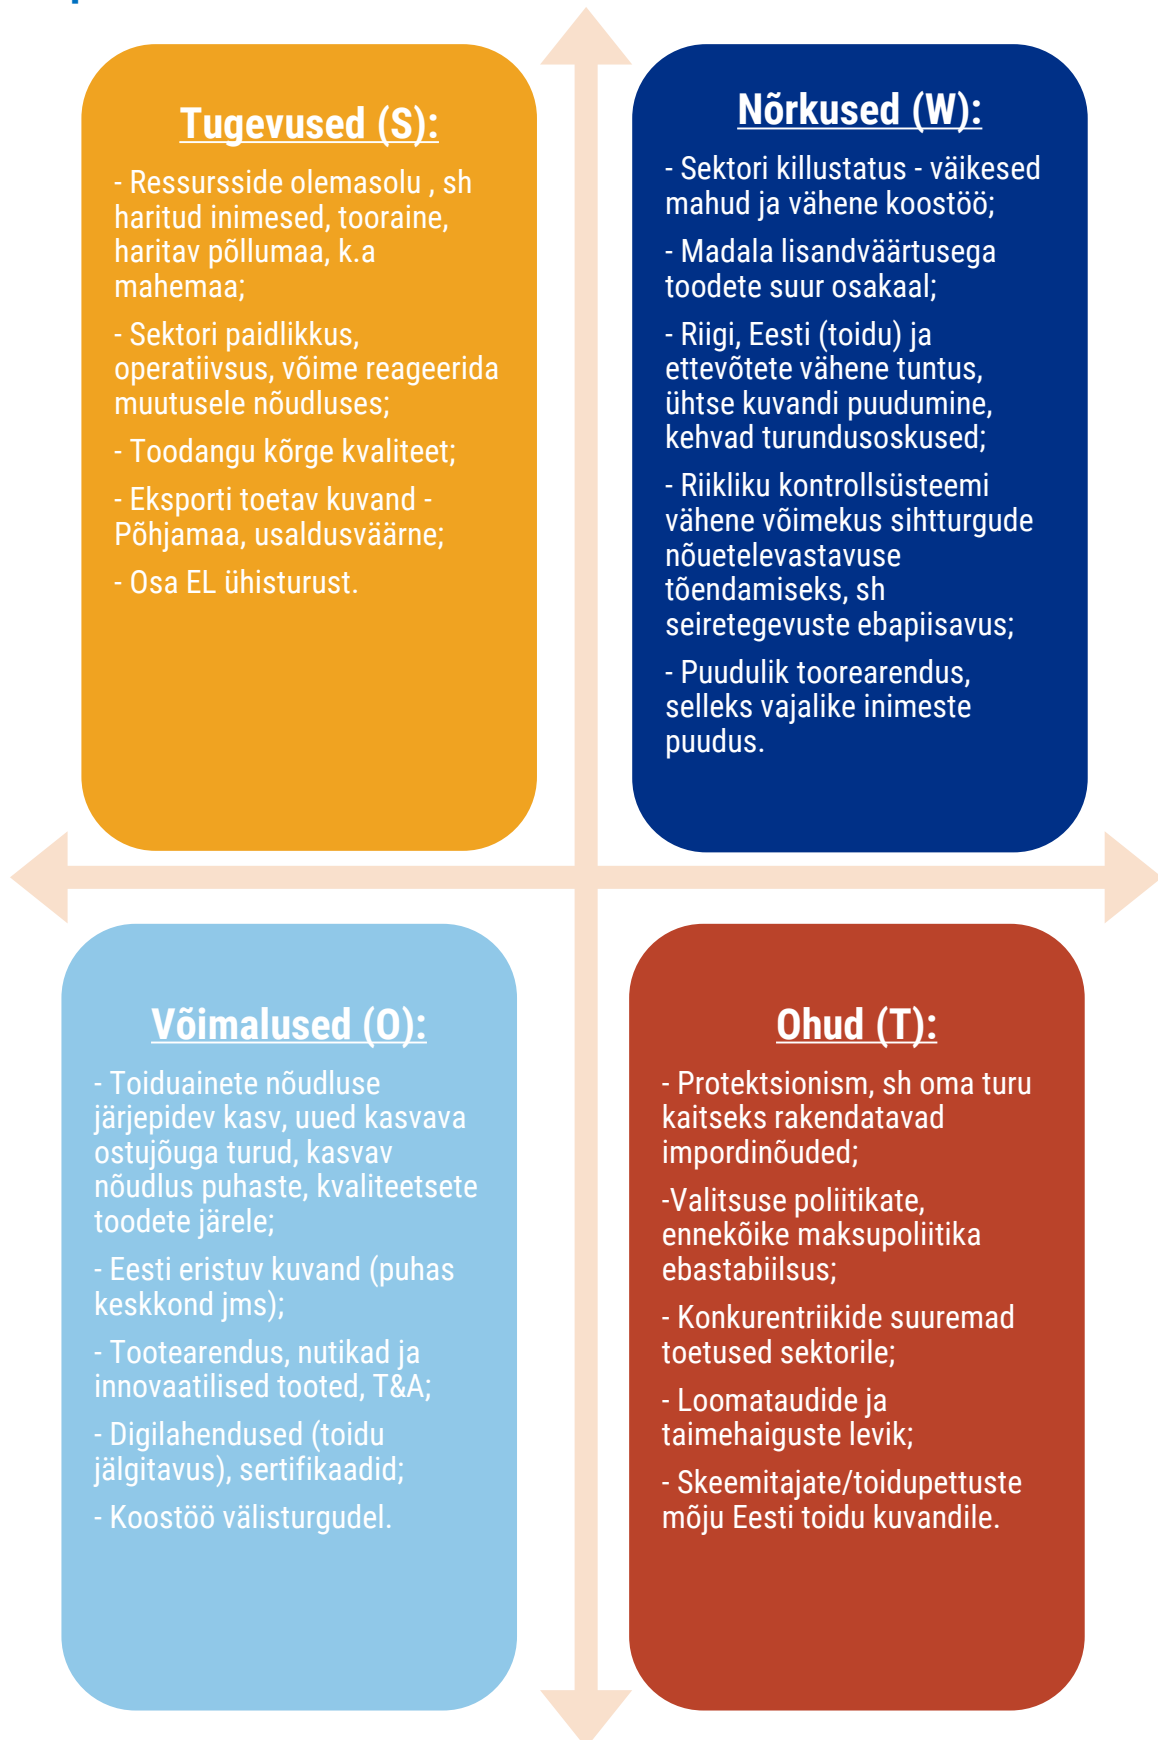 Tugevused (S):
- Ressursside olemasolu , sh
haritud inimesed, tooraine,
haritav põllumaa, k.a
mahemaa;
- Sektori paidlikkus,
operatiivsus, võime reageerida
muutusele nõudluses;
- Toodangu kõrge kvaliteet;
- Eksporti toetav kuvand -
Põhjamaa, usaldusväärne;
- Osa EL ühisturust.
Nõrkused (W):
- Sektori killustatus - väikesed
mahud ja vähene koostöö;
- Madala lisandväärtusega
toodete suur osakaal;
- Riigi, Eesti (toidu) ja
ettevõtete vähene tuntus,
ühtse kuvandi puudumine,
kehvad turundusoskused;
- Riikliku kontrollsüsteemi
vähene võimekus sihtturgude
nõuetelevastavuse
tõendamiseks, sh
seiretegevuste ebapiisavus;
- Puudulik toorearendus,
selleks vajalike inimeste
puudus.
Võimalused (O):
- Toiduainete nõudluse
järjepidev kasv, uued kasvava
ostujõuga turud, kasvav
nõudlus puhaste, kvaliteetsete
toodete järele;
- Eesti eristuv kuvand (puhas
keskkond jms);
- Tootearendus, nutikad ja
innovaatilised tooted, T&A;
- Digilahendused (toidu
jälgitavus), sertifikaadid;
- Koostöö välisturgudel.
Ohud (T):
- Protektsionism, sh oma turu
kaitseks rakendatavad
impordinõuded;
-Valitsuse poliitikate,
ennekõike maksupoliitika
ebastabiilsus;
- Konkurentriikide suuremad
toetused sektorile;
- Loomataudide ja
taimehaiguste levik;
- Skeemitajate/toidupettuste
mõju Eesti toidu kuvandile.